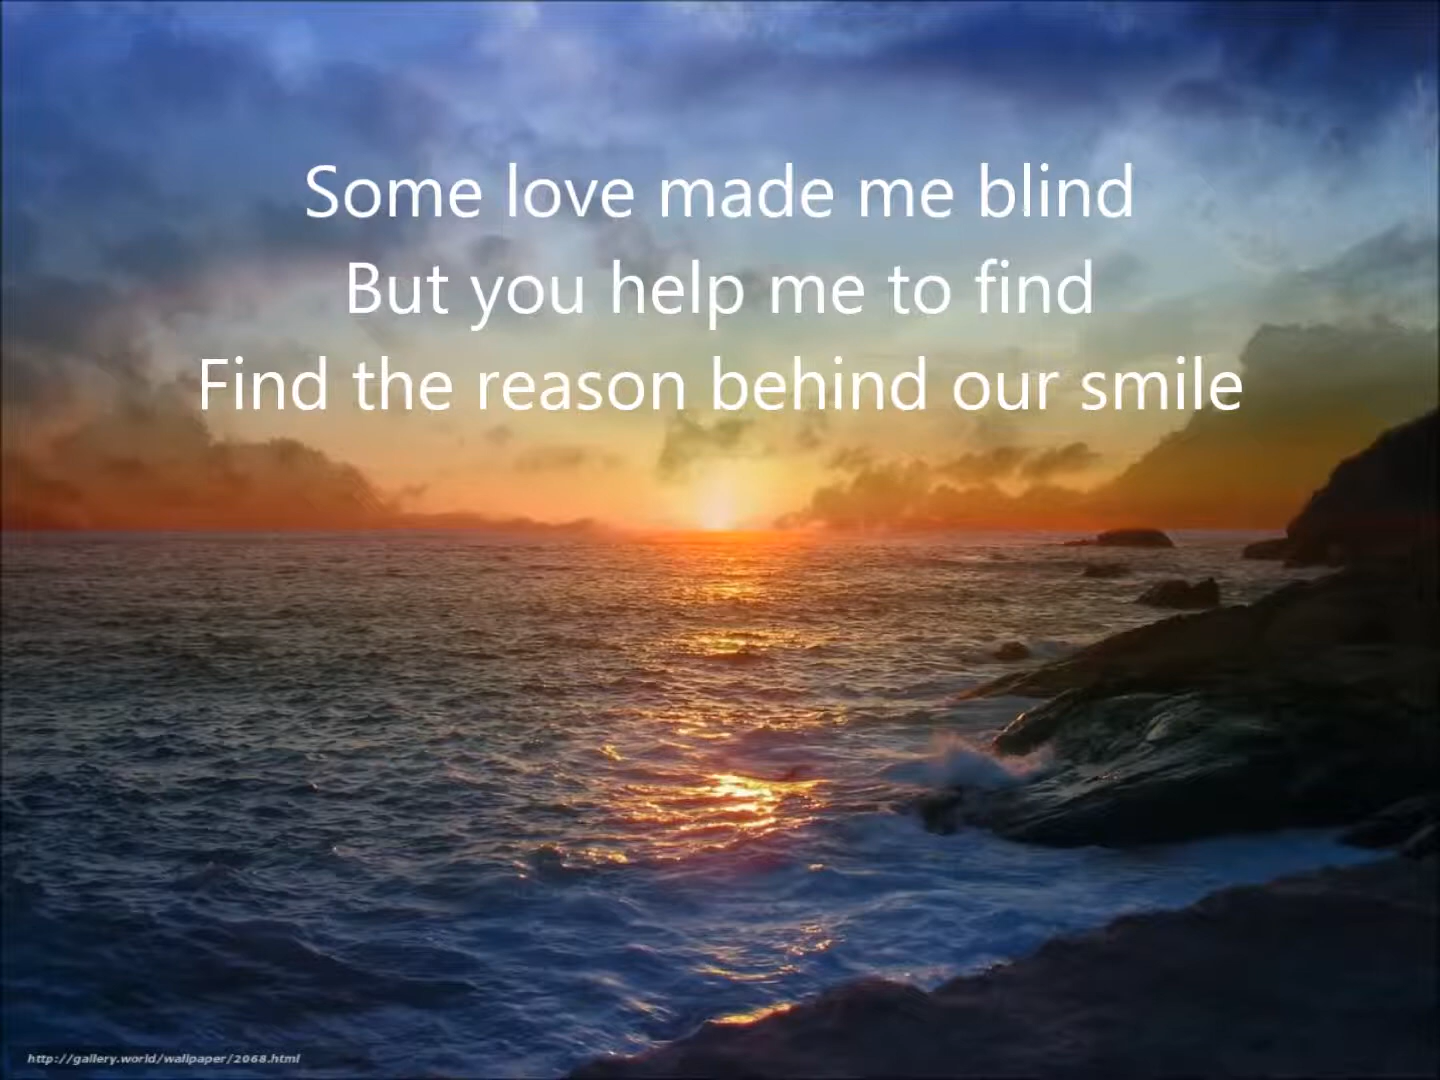 Some love made me blind
But you help me to find
Find the reason behind our smile
http://gallery.world/wallpaper/2068.html